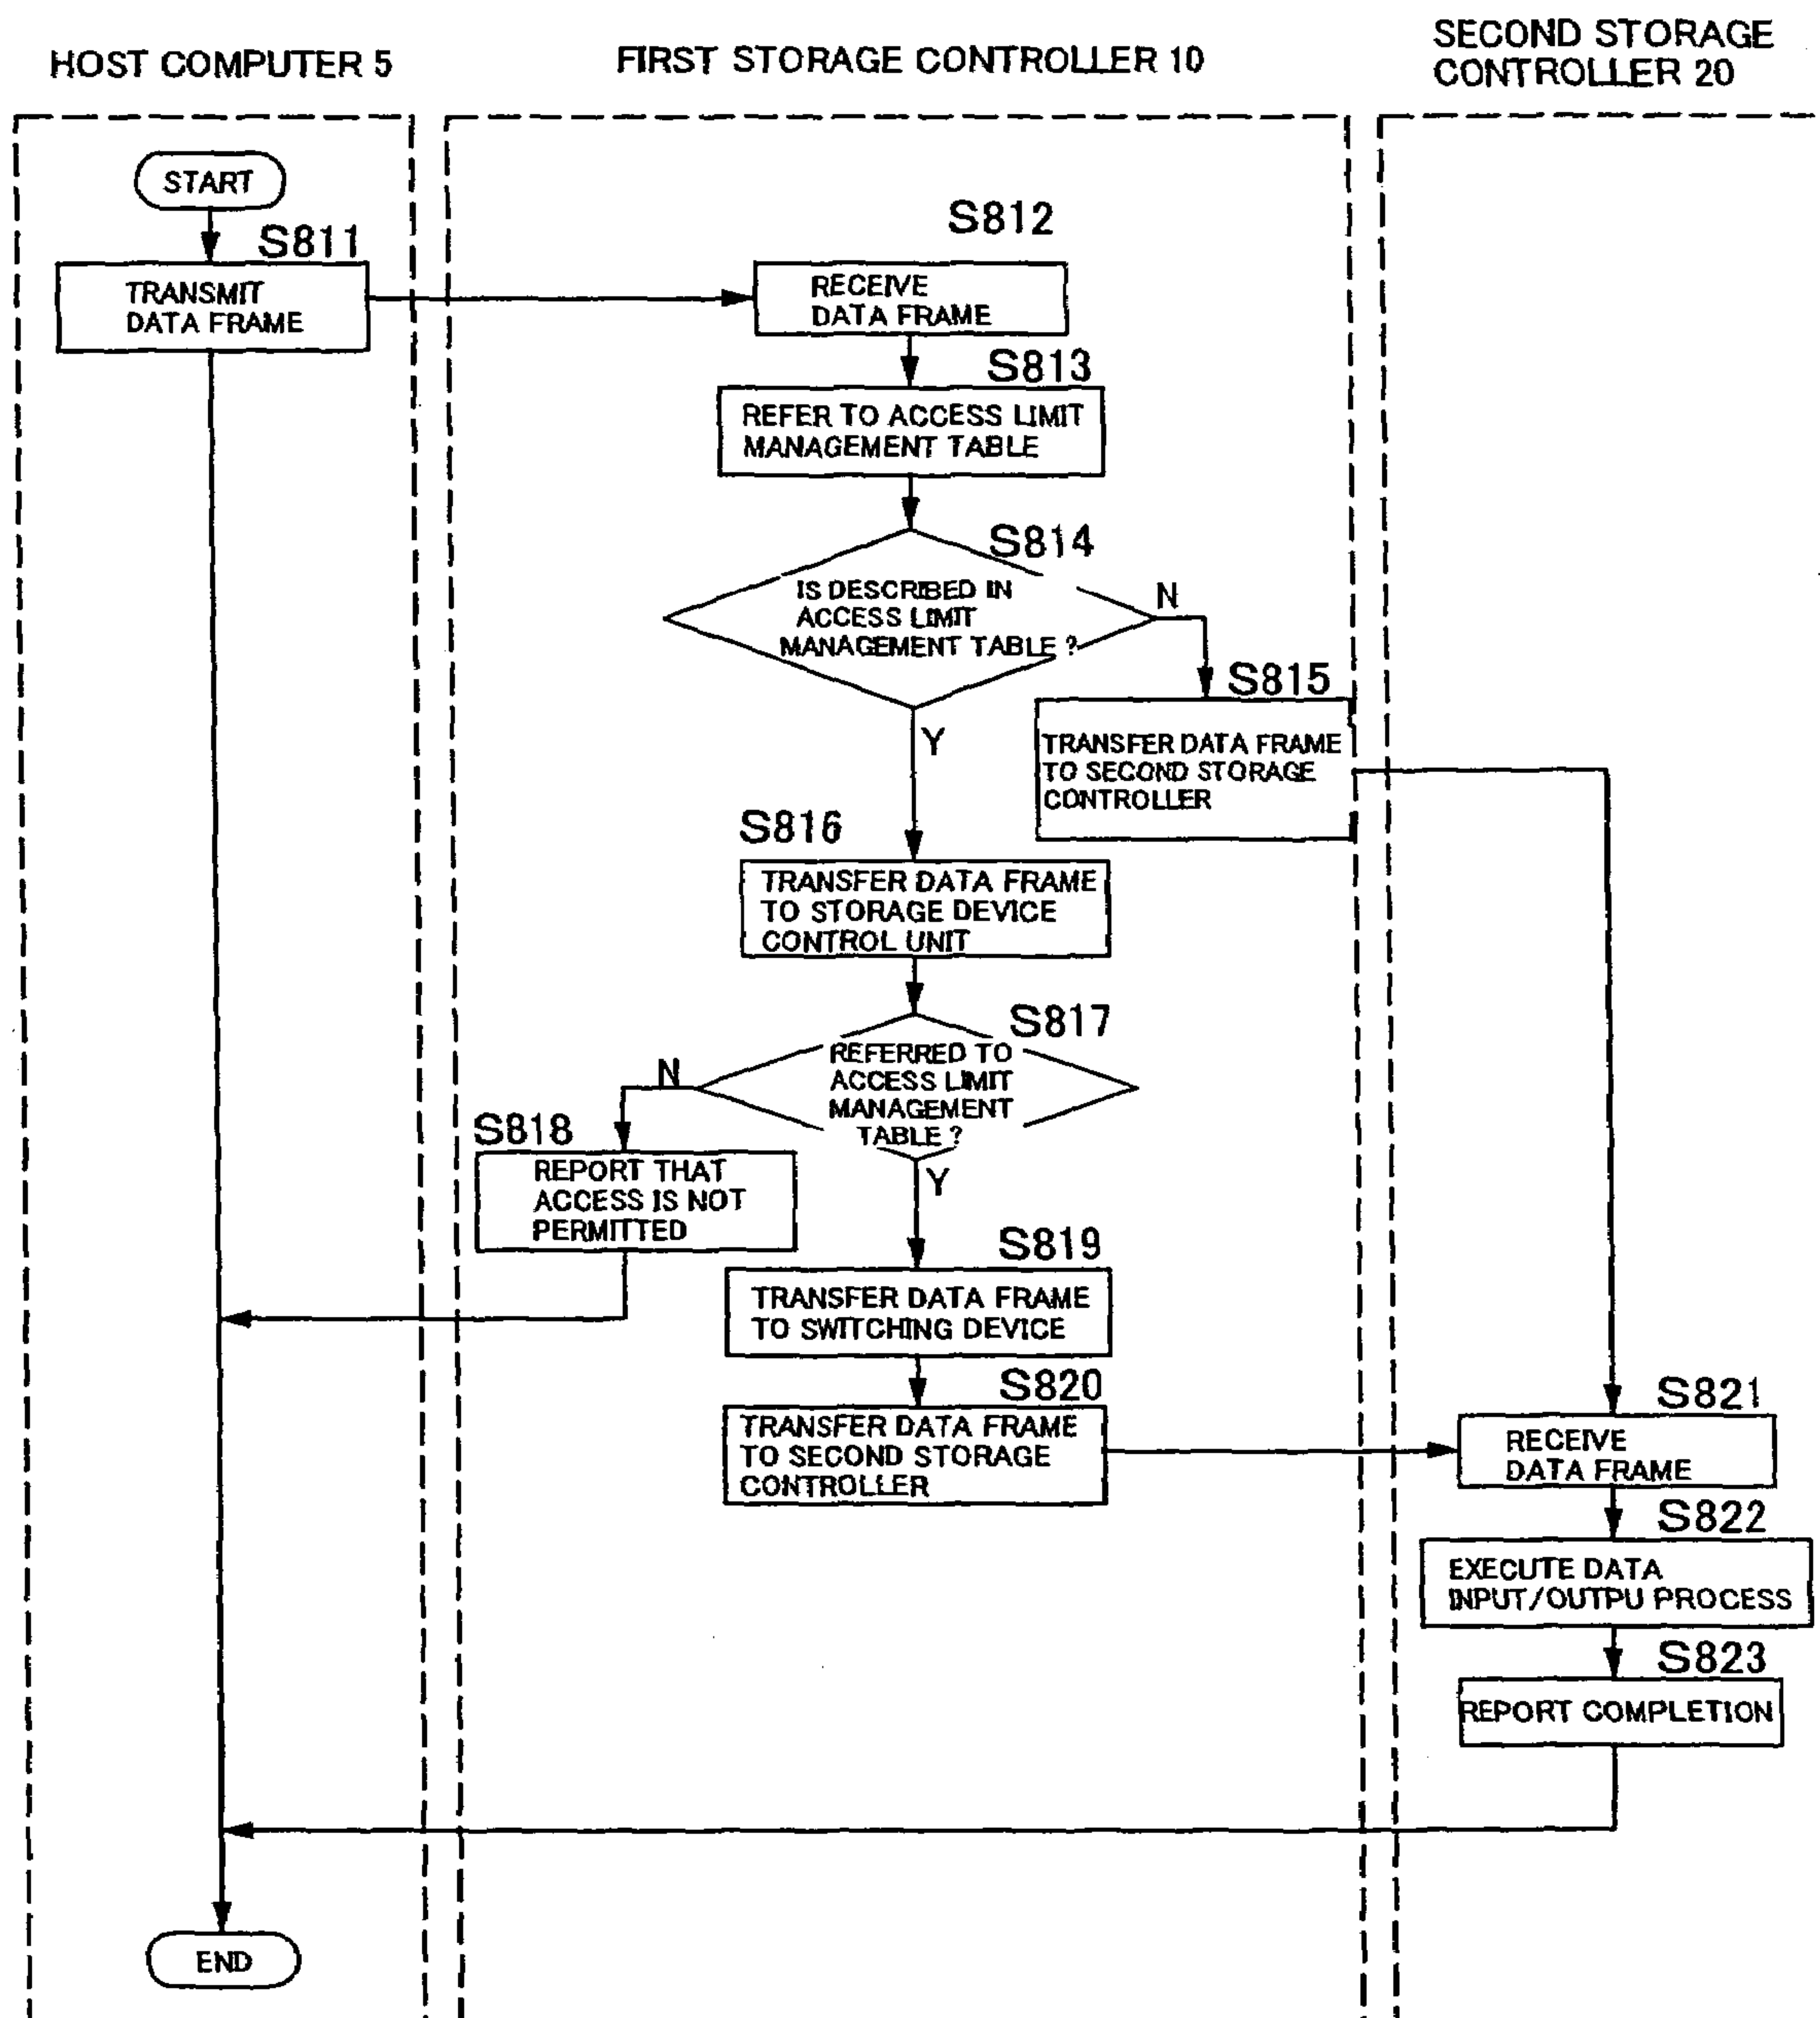 HOST COMPUTER 5
FIRST STORAGE CONTROLLER 10
SECOND STORAGE
CONTROLLER 20
START
S811
TRANSMIT
DATA FRAME
S812
RECEIVE
DATA FRAME
S813
REFER TO ACCESS LIMIT
MANAGEMENT TABLE
S814
IS DESCRIBED IN
ACCESS LIMIT
MANAGEMENT TABLE ?
N
Y
S815
TRANSFER DATA FRAME
TO SECOND STORAGE
CONTROLLER
S816
TRANSFER DATA FRAME
TO STORAGE DEVICE
CONTROL UNIT
S817
REFERRED TO
ACCESS LIMIT
MANAGEMENT
TABLE ?
N
Y
S818
REPORT THAT
ACCESS IS NOT
PERMITTED
S819
TRANSFER DATA FRAME
TO SWITCHING DEVICE
S820
TRANSFER DATA FRAME
TO SECOND STORAGE
CONTROLLER
S821
RECEIVE
DATA FRAME
S822
EXECUTE DATA
INPUT/OUTPU PROCESS
S823
REPORT COMPLETION
END